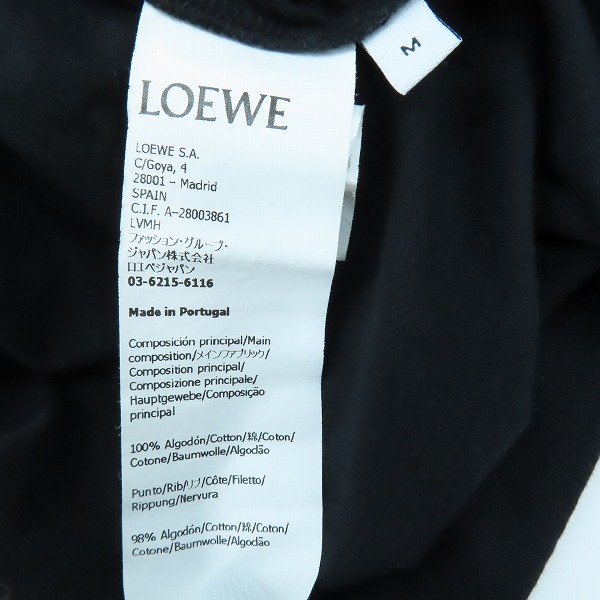 M
LOEWE
LOEWE S.A.
C/Goya, 4
28001 - Madrid
SPAIN
C.I.F. A-28003861
LVMH
ファッション・グループ・
ジャパン株式会社
ロエベジャパン
03-6215-6116
Made in Portugal
Composición principal/Main
composition/メインファブリック/
Composition principal/
Composizione principale/
Hauptgewebe/Composição
principal
100% Algodón/Cotton/綿/Coton/
Cotone/Baumwolle/Algodão
Punto/Rib/リブ/Côte/Filetto/
Rippung/Nervura
98% Algodón/Cotton/綿/Coton/
Cotone/Baumwolle/Algodão